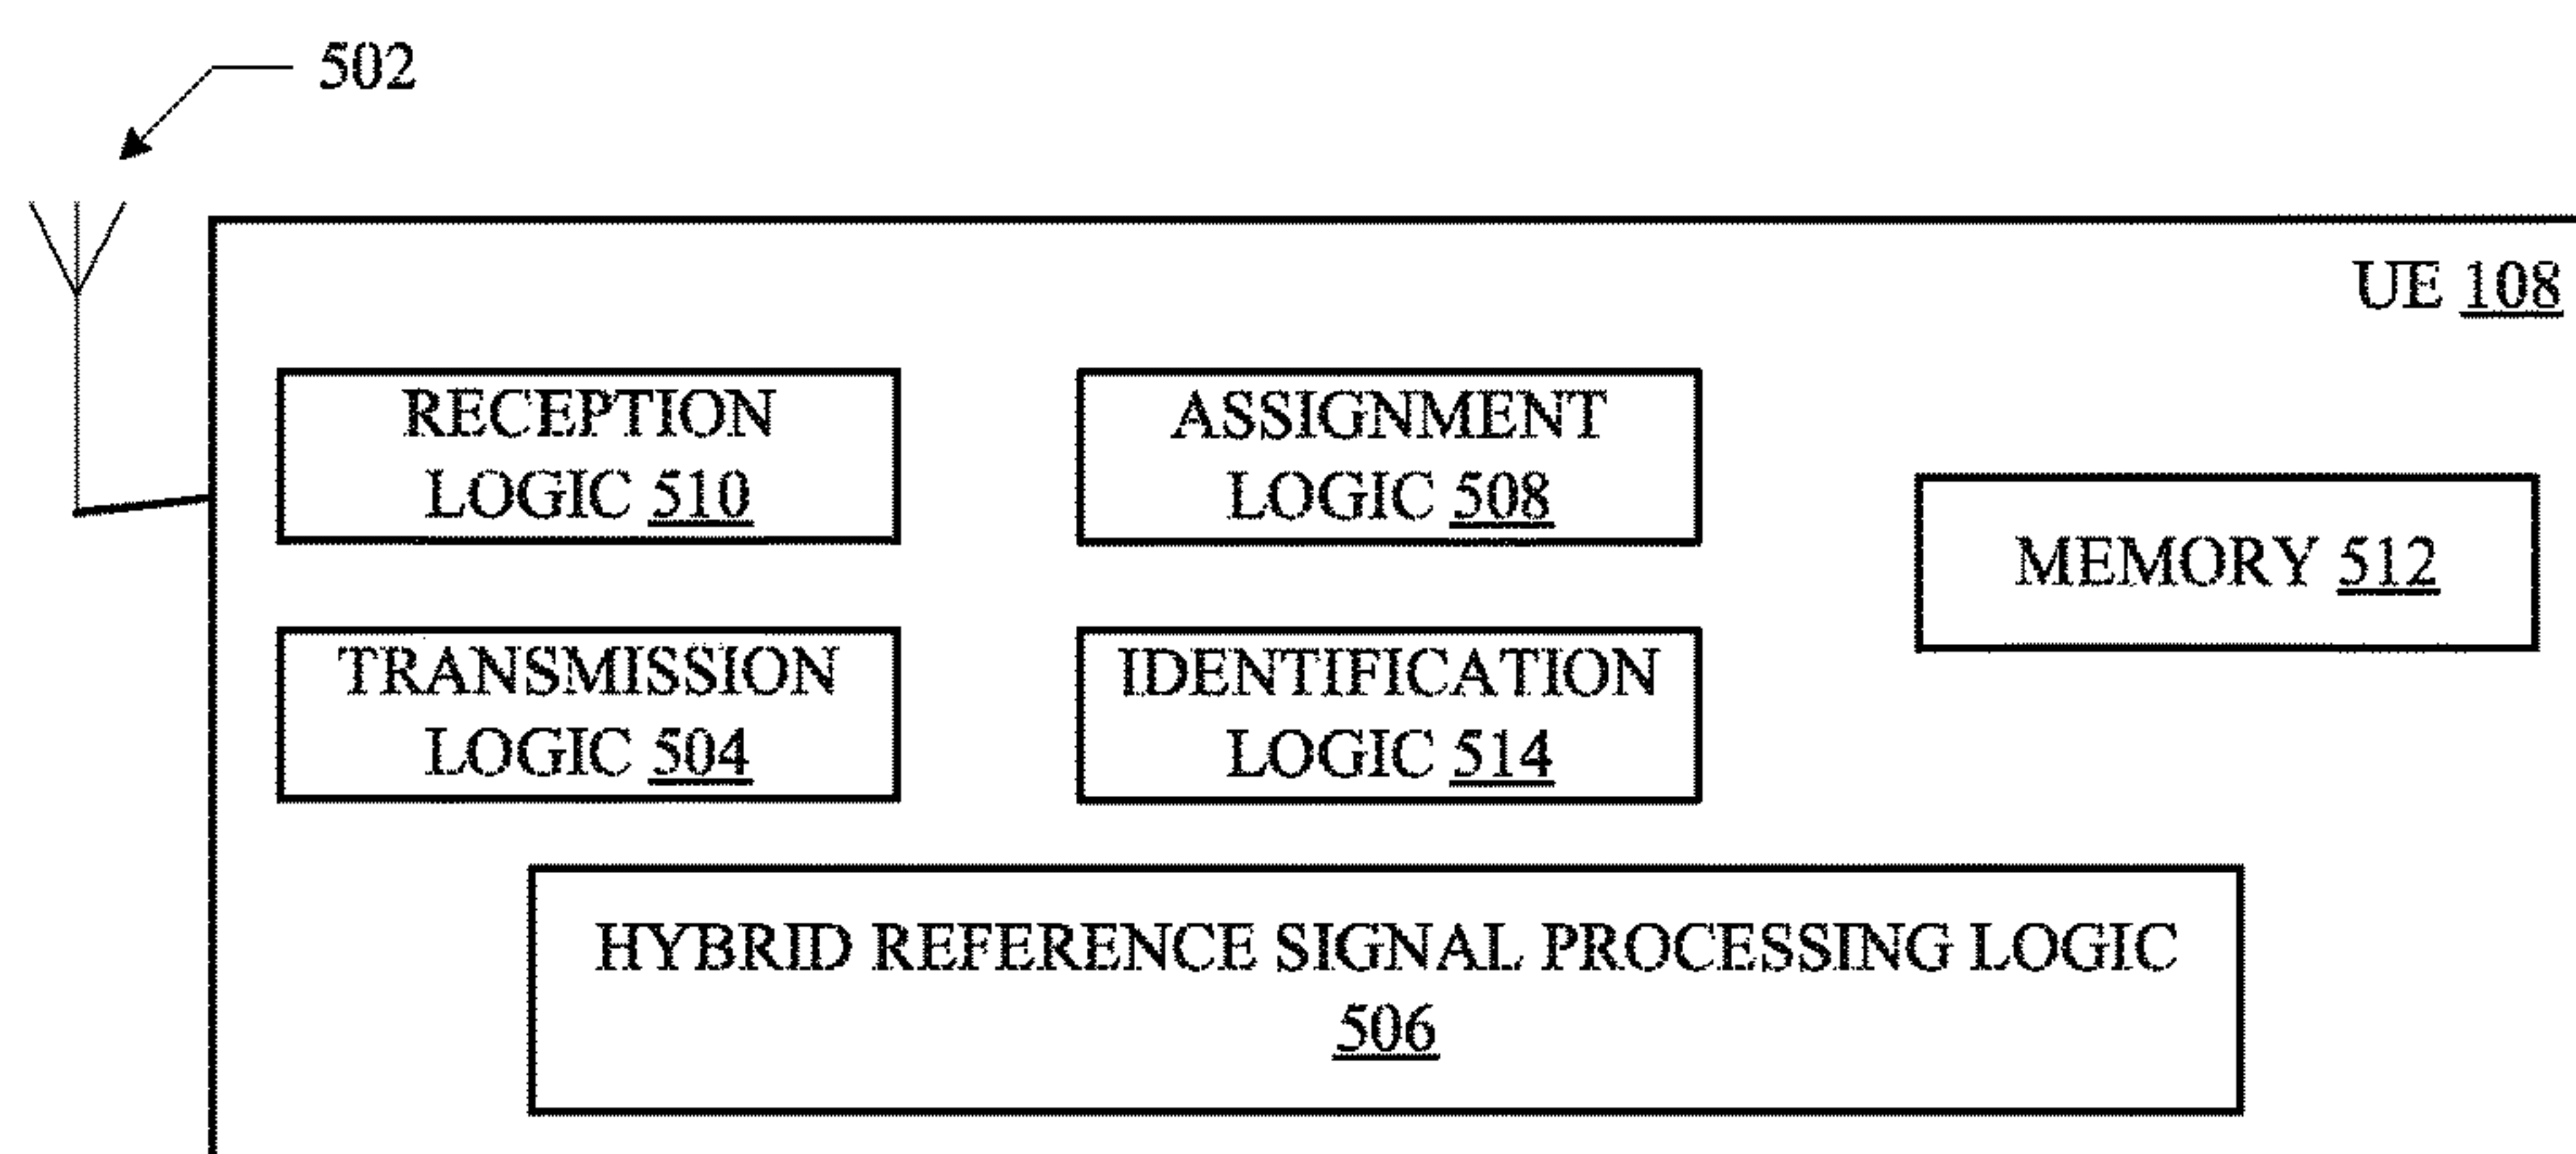 502
UE 108
RECEPTION
LOGIC 510
ASSIGNMENT
LOGIC 508
MEMORY 512
TRANSMISSION
LOGIC 504
IDENTIFICATION
LOGIC 514
HYBRID REFERENCE SIGNAL PROCESSING LOGIC
506